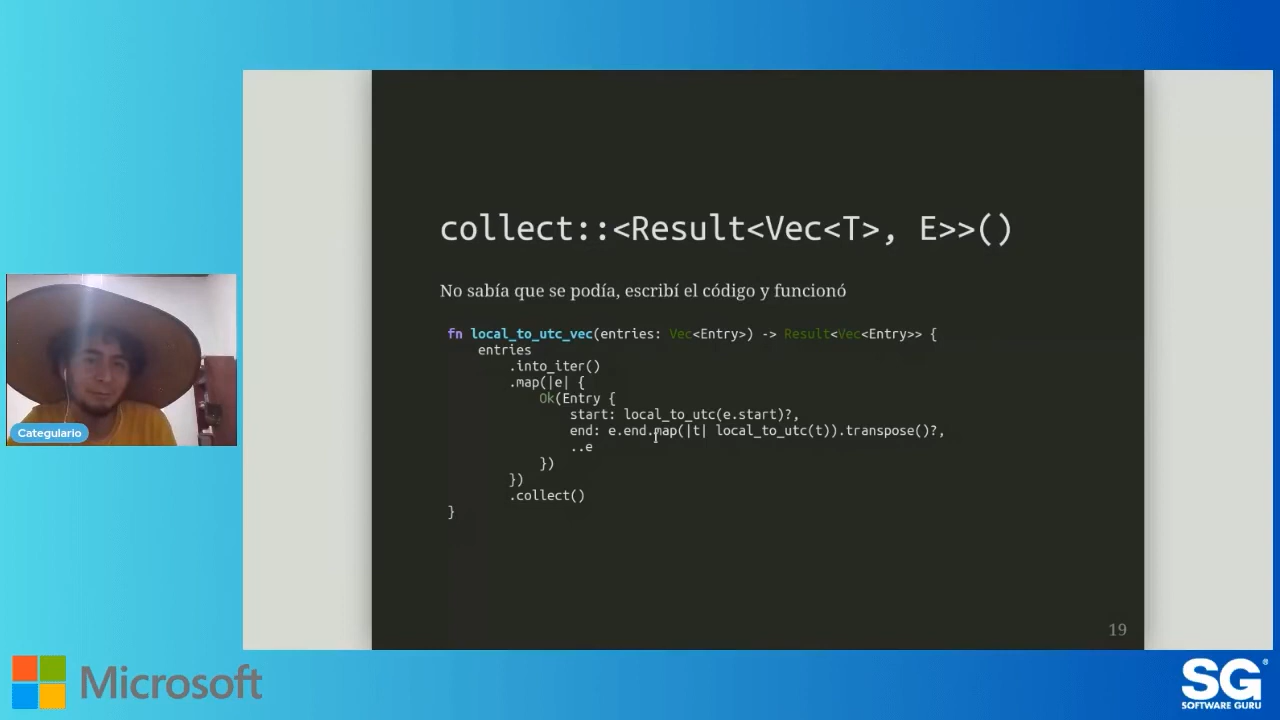 collect::<Result<Vec<T>, E>>()
No sabía que se podía, escribí el código y funcionó
fn local_to_utc_vec(entries: Vec<Entry>) -> Result<Vec<Entry>> {
    entries
        .into_iter()
        .map(|e| {
            Ok(Entry {
                start: local_to_utc(e.start)?,
                end: e.end.map(|t| local_to_utc(t)).transpose()?,
                ..e
            })
        })
        .collect()
}
19
Categulario
Microsoft
SG®
SOFTWARE GURU